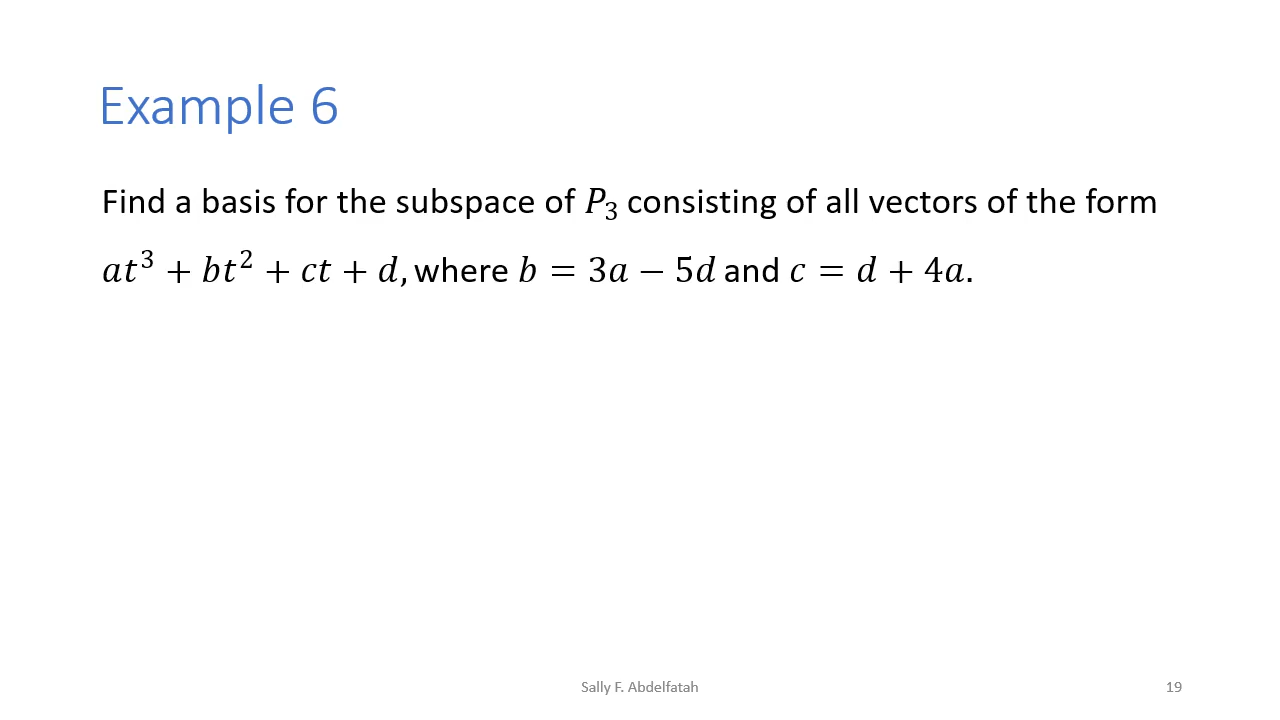 Example 6
Find a basis for the subspace of 𝑃₃ consisting of all vectors of the form
𝑎𝑡³ + 𝑏𝑡² + 𝑐𝑡 + 𝑑, where 𝑏 = 3𝑎 − 5𝑑 and 𝑐 = 𝑑 + 4𝑎.
Sally F. Abdelfatah
19